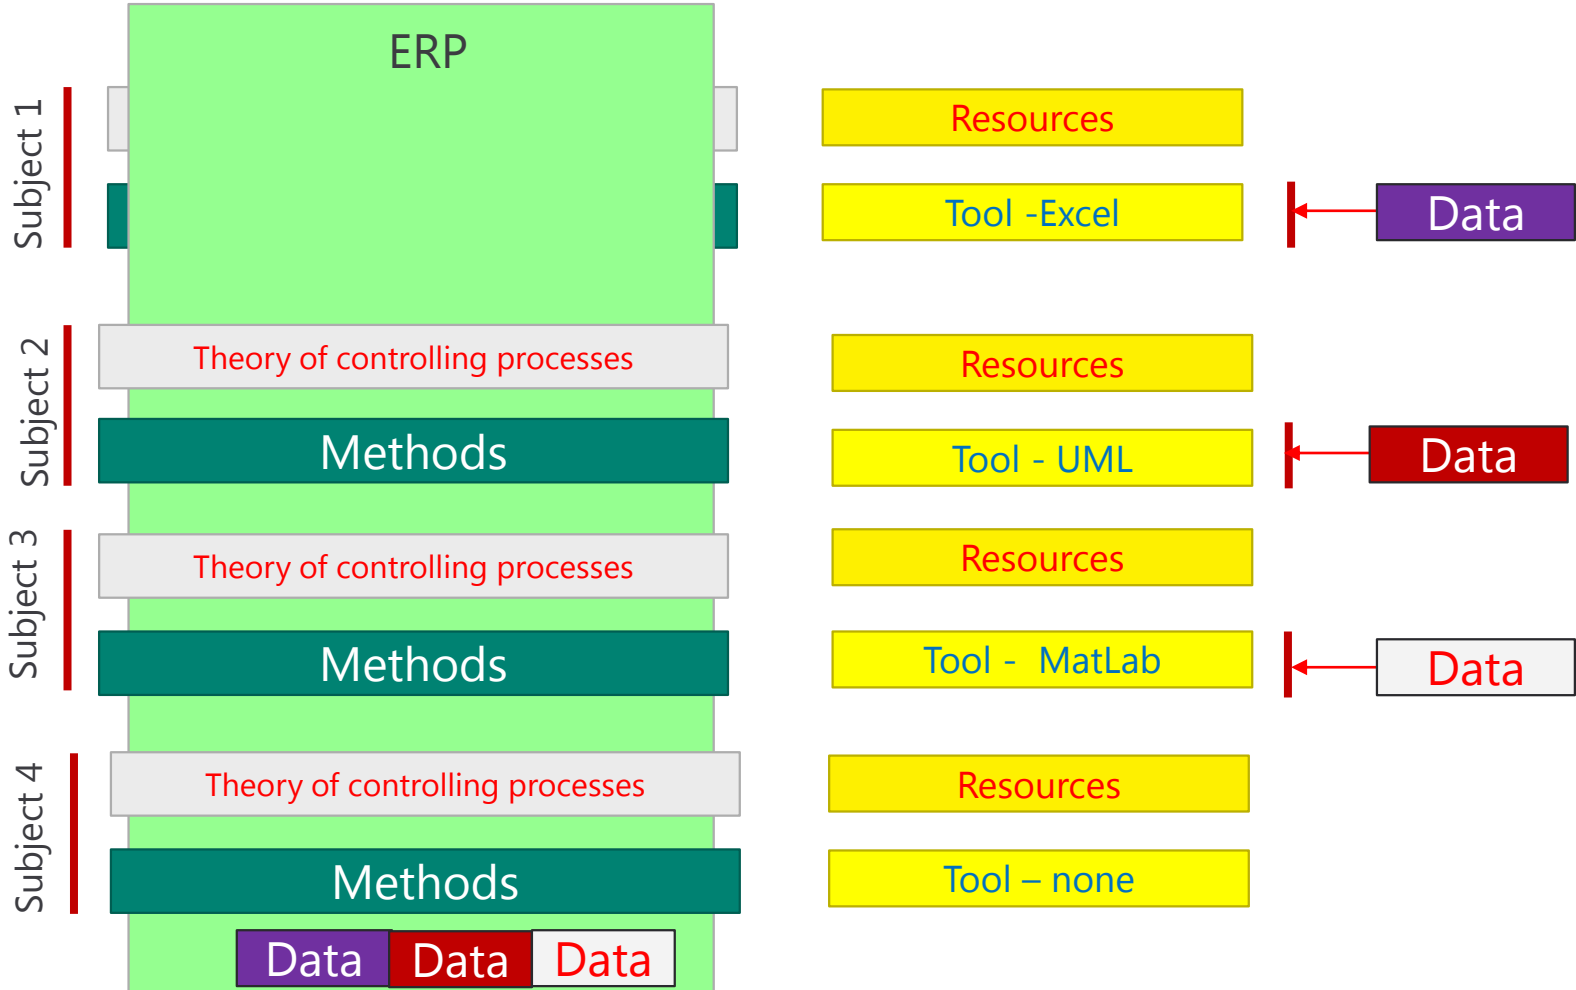 ERP
Subject 1
Resources
Tool -Excel
Data
Subject 2
Theory of controlling processes
Resources
Methods
Tool - UML
Data
Subject 3
Theory of controlling processes
Resources
Methods
Tool -  MatLab
Data
Subject 4
Theory of controlling processes
Resources
Methods
Tool – none
Data
Data
Data